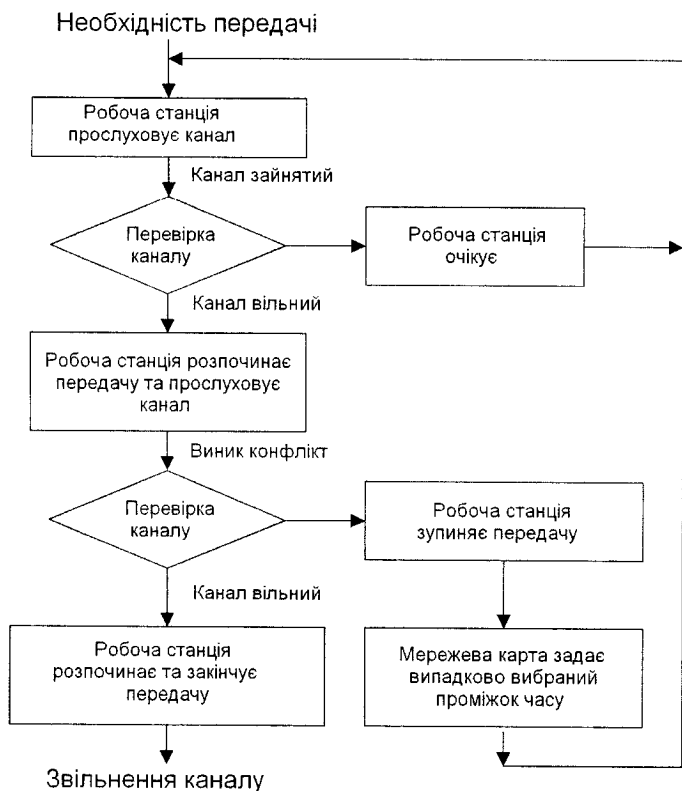 Необхідність передачі
Робоча станція
прослуховує канал
Канал зайнятий
Перевірка
каналу
Робоча станція
очікує
Канал вільний
Робоча станція розпочинає
передачу та прослуховує
канал
Виник конфлікт
Перевірка
каналу
Робоча станція
зупиняє передачу
Канал вільний
Робоча станція
розпочинає та закінчує
передачу
Мережева карта задає
випадково вибраний
проміжок часу
Звільнення каналу